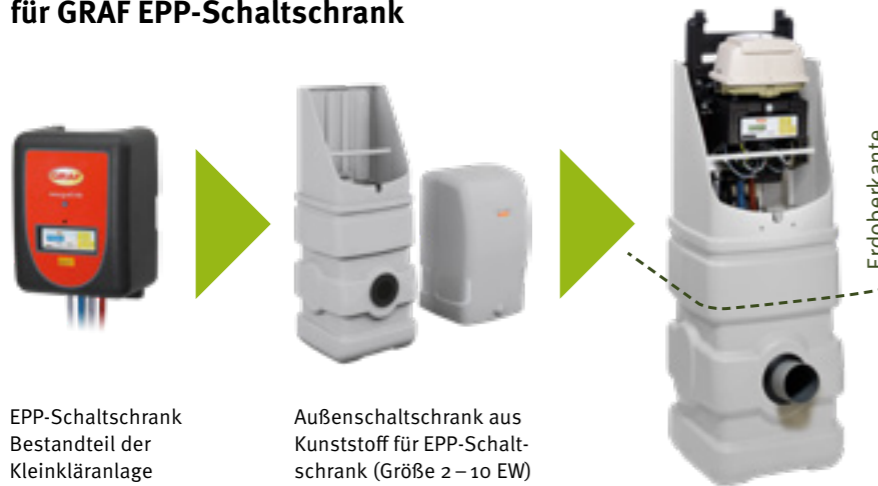 für GRAF EPP-Schaltschrank
GRAF
Erdoberkante
EPP-Schaltschrank
Bestandteil der
Kleinkläranlage
Außenschaltschrank aus
Kunststoff für EPP-Schalt-
schrank (Größe 2 – 10 EW)